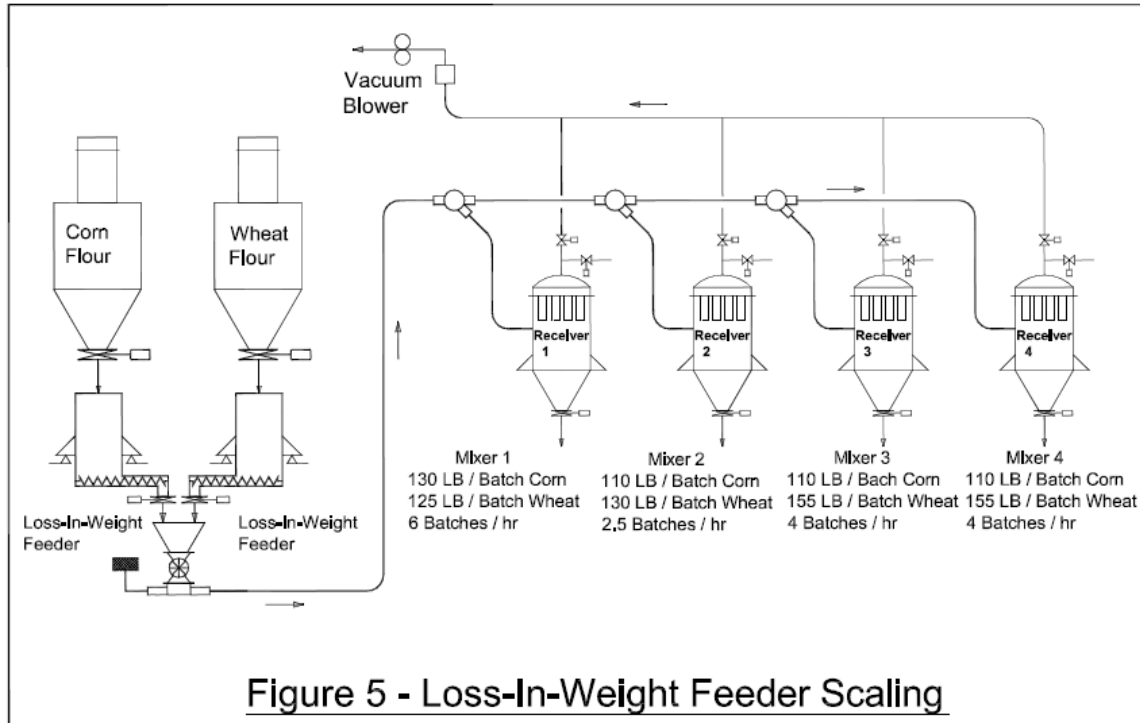 Vacuum
Blower
Corn
Flour
Wheat
Flour
Receiver
1
Receiver
2
Receiver
3
Receiver
4
Loss-In-Weight
Feeder
Loss-In-Weight
Feeder
Mixer 1
130 LB / Batch Corn
125 LB / Batch Wheat
6 Batches / hr
Mixer 2
110 LB / Batch Corn
130 LB / Batch Wheat
2,5 Batches / hr
Mixer 3
110 LB / Bach Corn
155 LB / Batch Wheat
4 Batches / hr
Mixer 4
110 LB / Batch Corn
155 LB / Batch Wheat
4 Batches / hr
Figure 5 - Loss-In-Weight Feeder Scaling